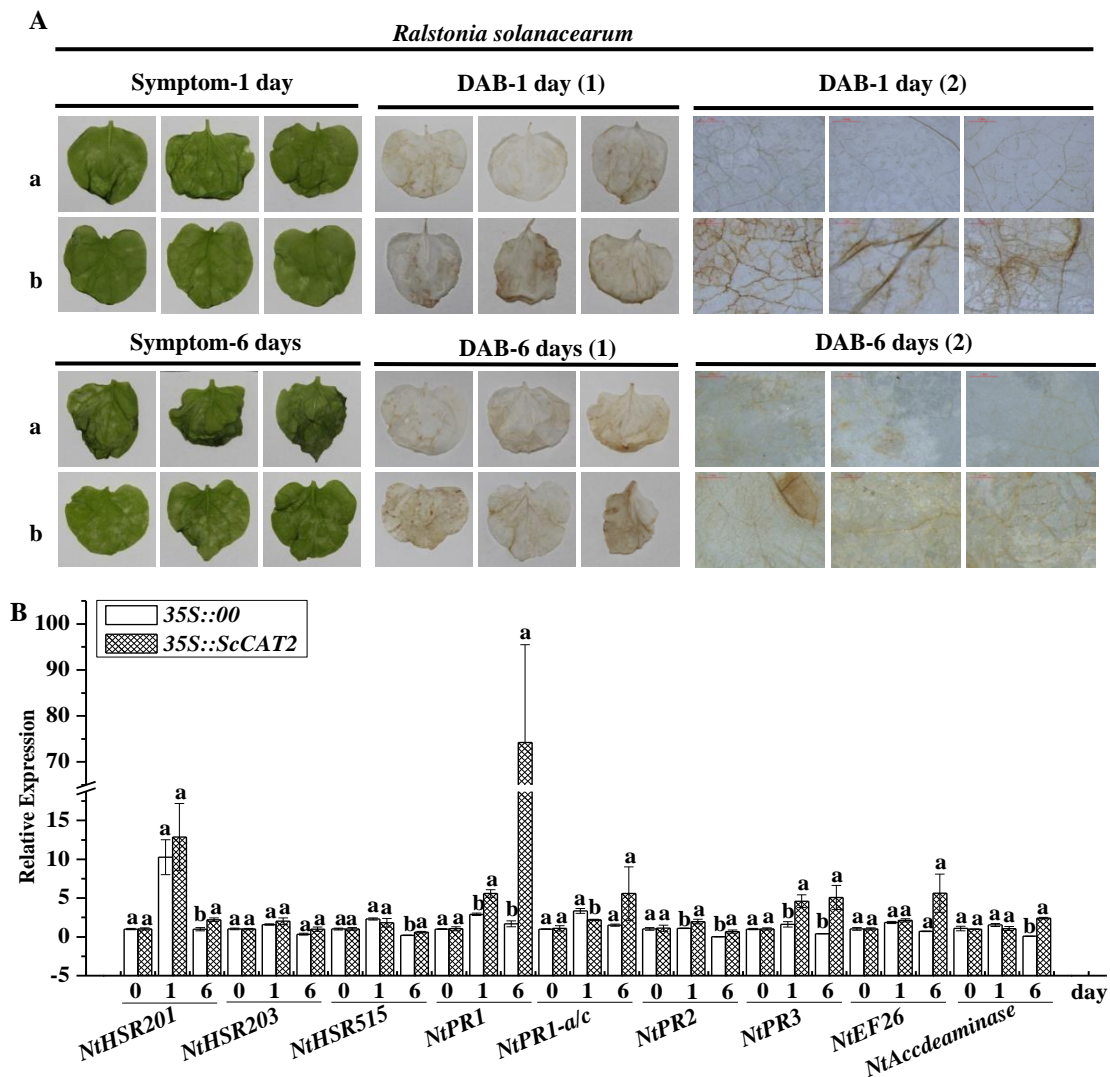 A
Ralstonia solanacearum
Symptom-1 day DAB-1 day (1) DAB-1 day (2)
a
b
Symptom-6 days DAB-6 days (1) DAB-6 days (2)
a
b
B
35S::00
35S::ScCAT2
Relative Expression
100
90
80
70
15
10
5
0
-5
a a a a b a a a a a a a a a a a b a a a b a b a a a a b a a a a b a b a a a b a b a a a a a a a a a a a b a
0 1 6 0 1 6 0 1 6 0 1 6 0 1 6 0 1 6 0 1 6 0 1 6 0 1 6 day
NtHSR201 NtHSR203 NtHSR515 NtPR1 NtPR1-a/c NtPR2 NtPR3 NtEF26 NtAccdeaminase